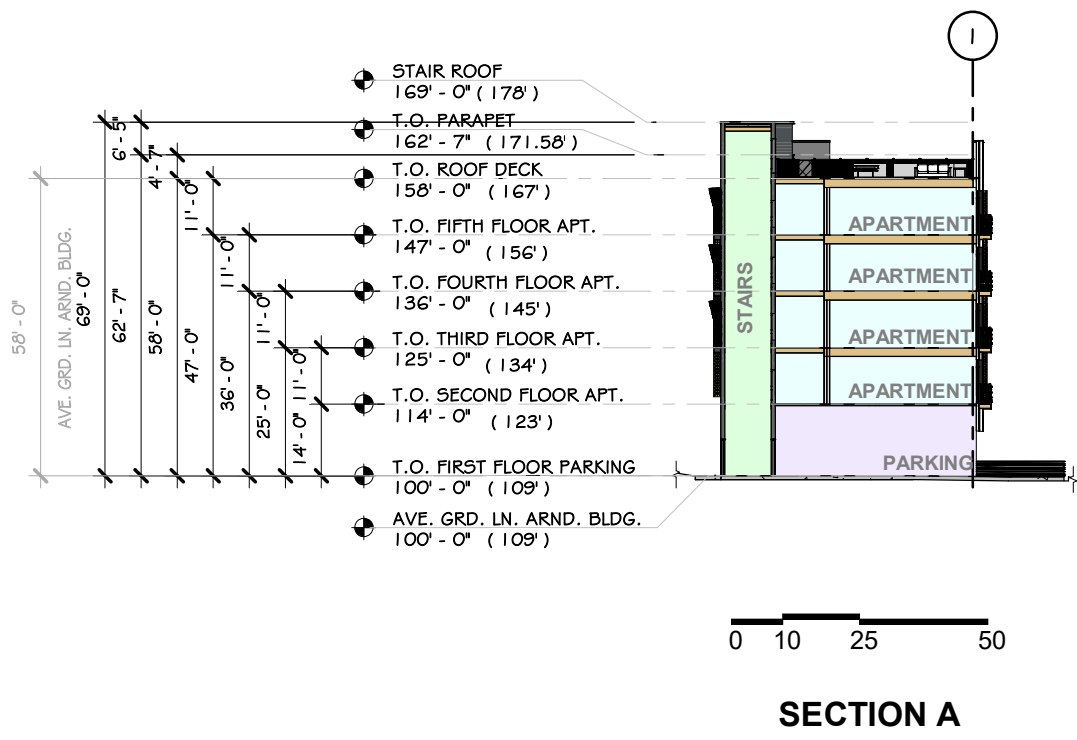 I
STAIR ROOF
169' - 0" ( 178' )
T.O. PARAPET
162' - 7" (171.58')
T.O. ROOF DECK
158' - 0" (167')
T.O. FIFTH FLOOR APT.
147' - 0" (156')
T.O. FOURTH FLOOR APT.
136' - 0" (145')
T.O. THIRD FLOOR APT.
125' - 0" (134')
T.O. SECOND FLOOR APT.
114' - 0" (123')
T.O. FIRST FLOOR PARKING
100' - 0" (109')
AVE. GRD. LN. ARND. BLDG.
100' - 0" (109')
58' - 0"
AVE. GRD. LN. ARND. BLDG.
69' - 0"
6' - 5"
62' - 7"
4' - 7"
58' - 0"
11' - 0"
47' - 0"
11' - 0"
36' - 0"
11' - 0"
25' - 0"
11' - 0"
14' - 0"
STAIRS
APARTMENT
APARTMENT
APARTMENT
APARTMENT
PARKING
0 10 25 50
SECTION A